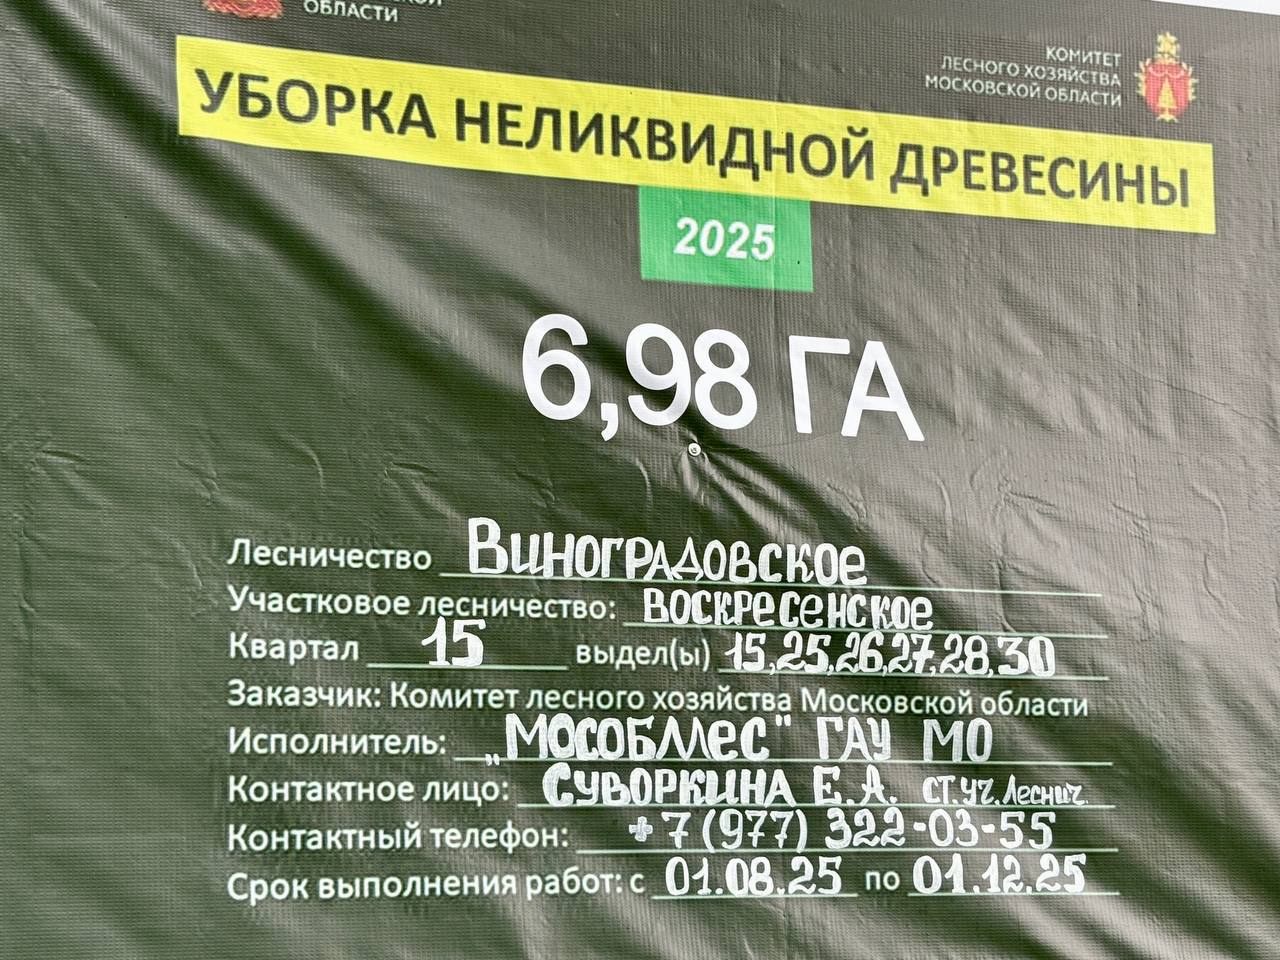 ОБЛАСТИ
КОМИТЕТ
ЛЕСНОГО ХОЗЯЙСТВА
МОСКОВСКОЙ ОБЛАСТИ
УБОРКА НЕЛИКВИДНОЙ ДРЕВЕСИНЫ
2025
6,98 ГА
Лесничество Виноградовское
Участковое лесничество: Воскресенское
Квартал 15 выдел(ы) 15,25,26,27,28,30
Заказчик: Комитет лесного хозяйства Московской области
Исполнитель: „Мособллес" ГАУ МО
Контактное лицо: Суворкина Е.А. ст.уч.леснич.
Контактный телефон: +7(977) 322-03-55
Срок выполнения работ: с 01.08.25 по 01.12.25